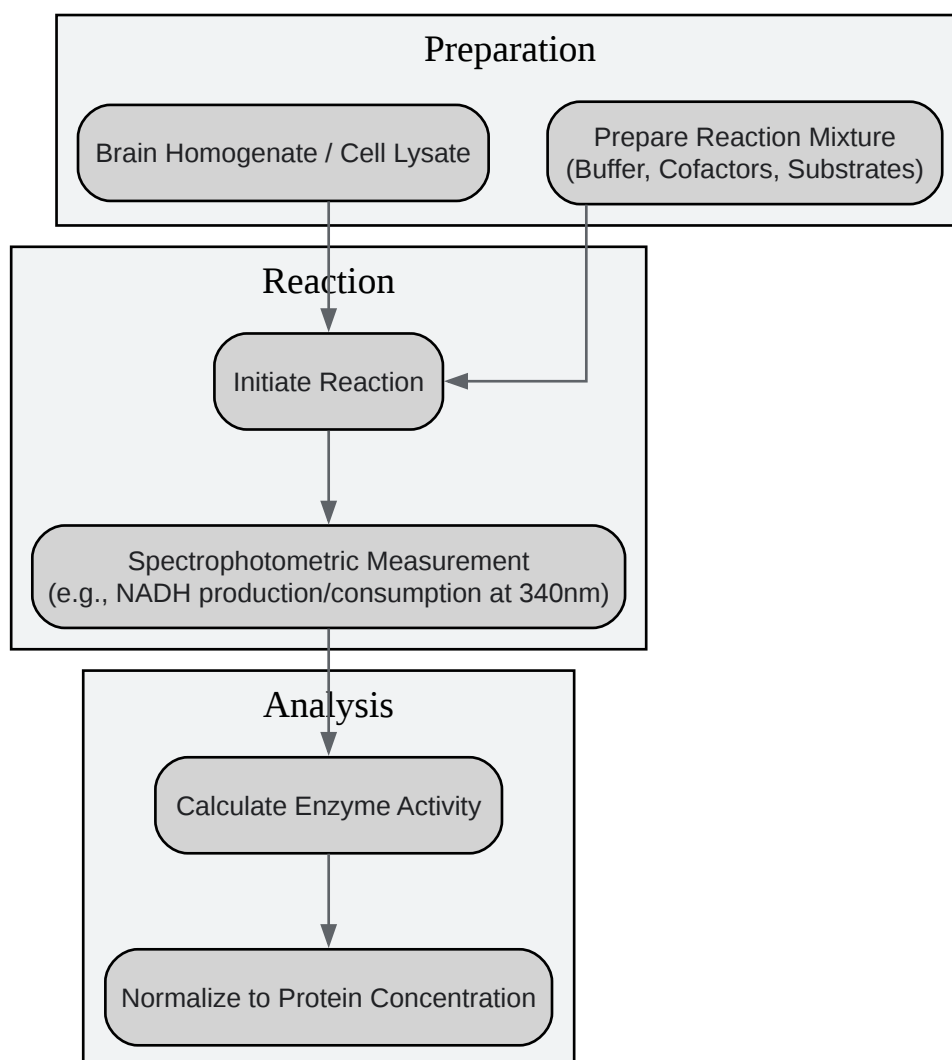 Preparation
Brain Homogenate / Cell Lysate
Prepare Reaction Mixture
(Buffer, Cofactors, Substrates)
Reaction
Initiate Reaction
Spectrophotometric Measurement
(e.g., NADH production/consumption at 340nm)
Analysis
Calculate Enzyme Activity
Normalize to Protein Concentration